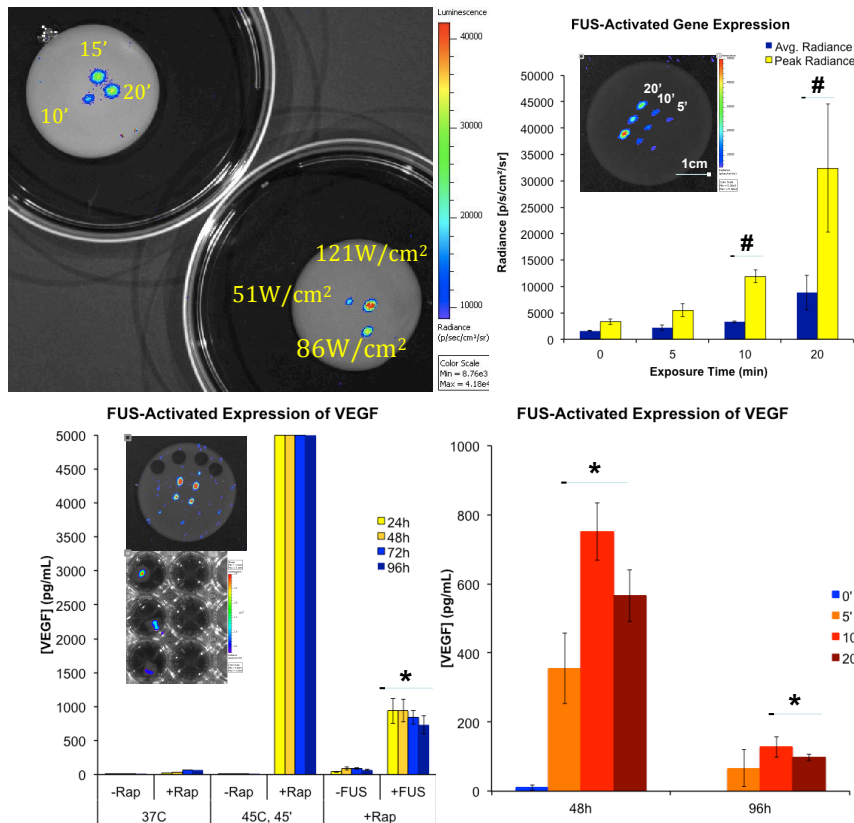 Luminescence
40000
30000
20000
10000
Radiance
(p/sec/cm²/sr)
Color Scale
Min = 8.76e3
Max = 4.18e4
15'
20'
10'
121W/cm²
51W/cm²
86W/cm²
FUS-Activated Gene Expression
Avg. Radiance
Peak Radiance
Radiance [p/s/cm²/sr]
50000
45000
40000
35000
30000
25000
20000
15000
10000
5000
0
20'
10'
5'
1cm
#
#
0 5 10 20
Exposure Time (min)
FUS-Activated Expression of VEGF
[VEGF] (pg/mL)
5000
4500
4000
3500
3000
2500
2000
1500
1000
500
0
24h
48h
72h
96h
*
-Rap +Rap -Rap +Rap -FUS +FUS
37C 45C, 45' +Rap
FUS-Activated Expression of VEGF
[VEGF] (pg/mL)
1000
800
600
400
200
0
*
*
0'
5'
10
20
48h 96h